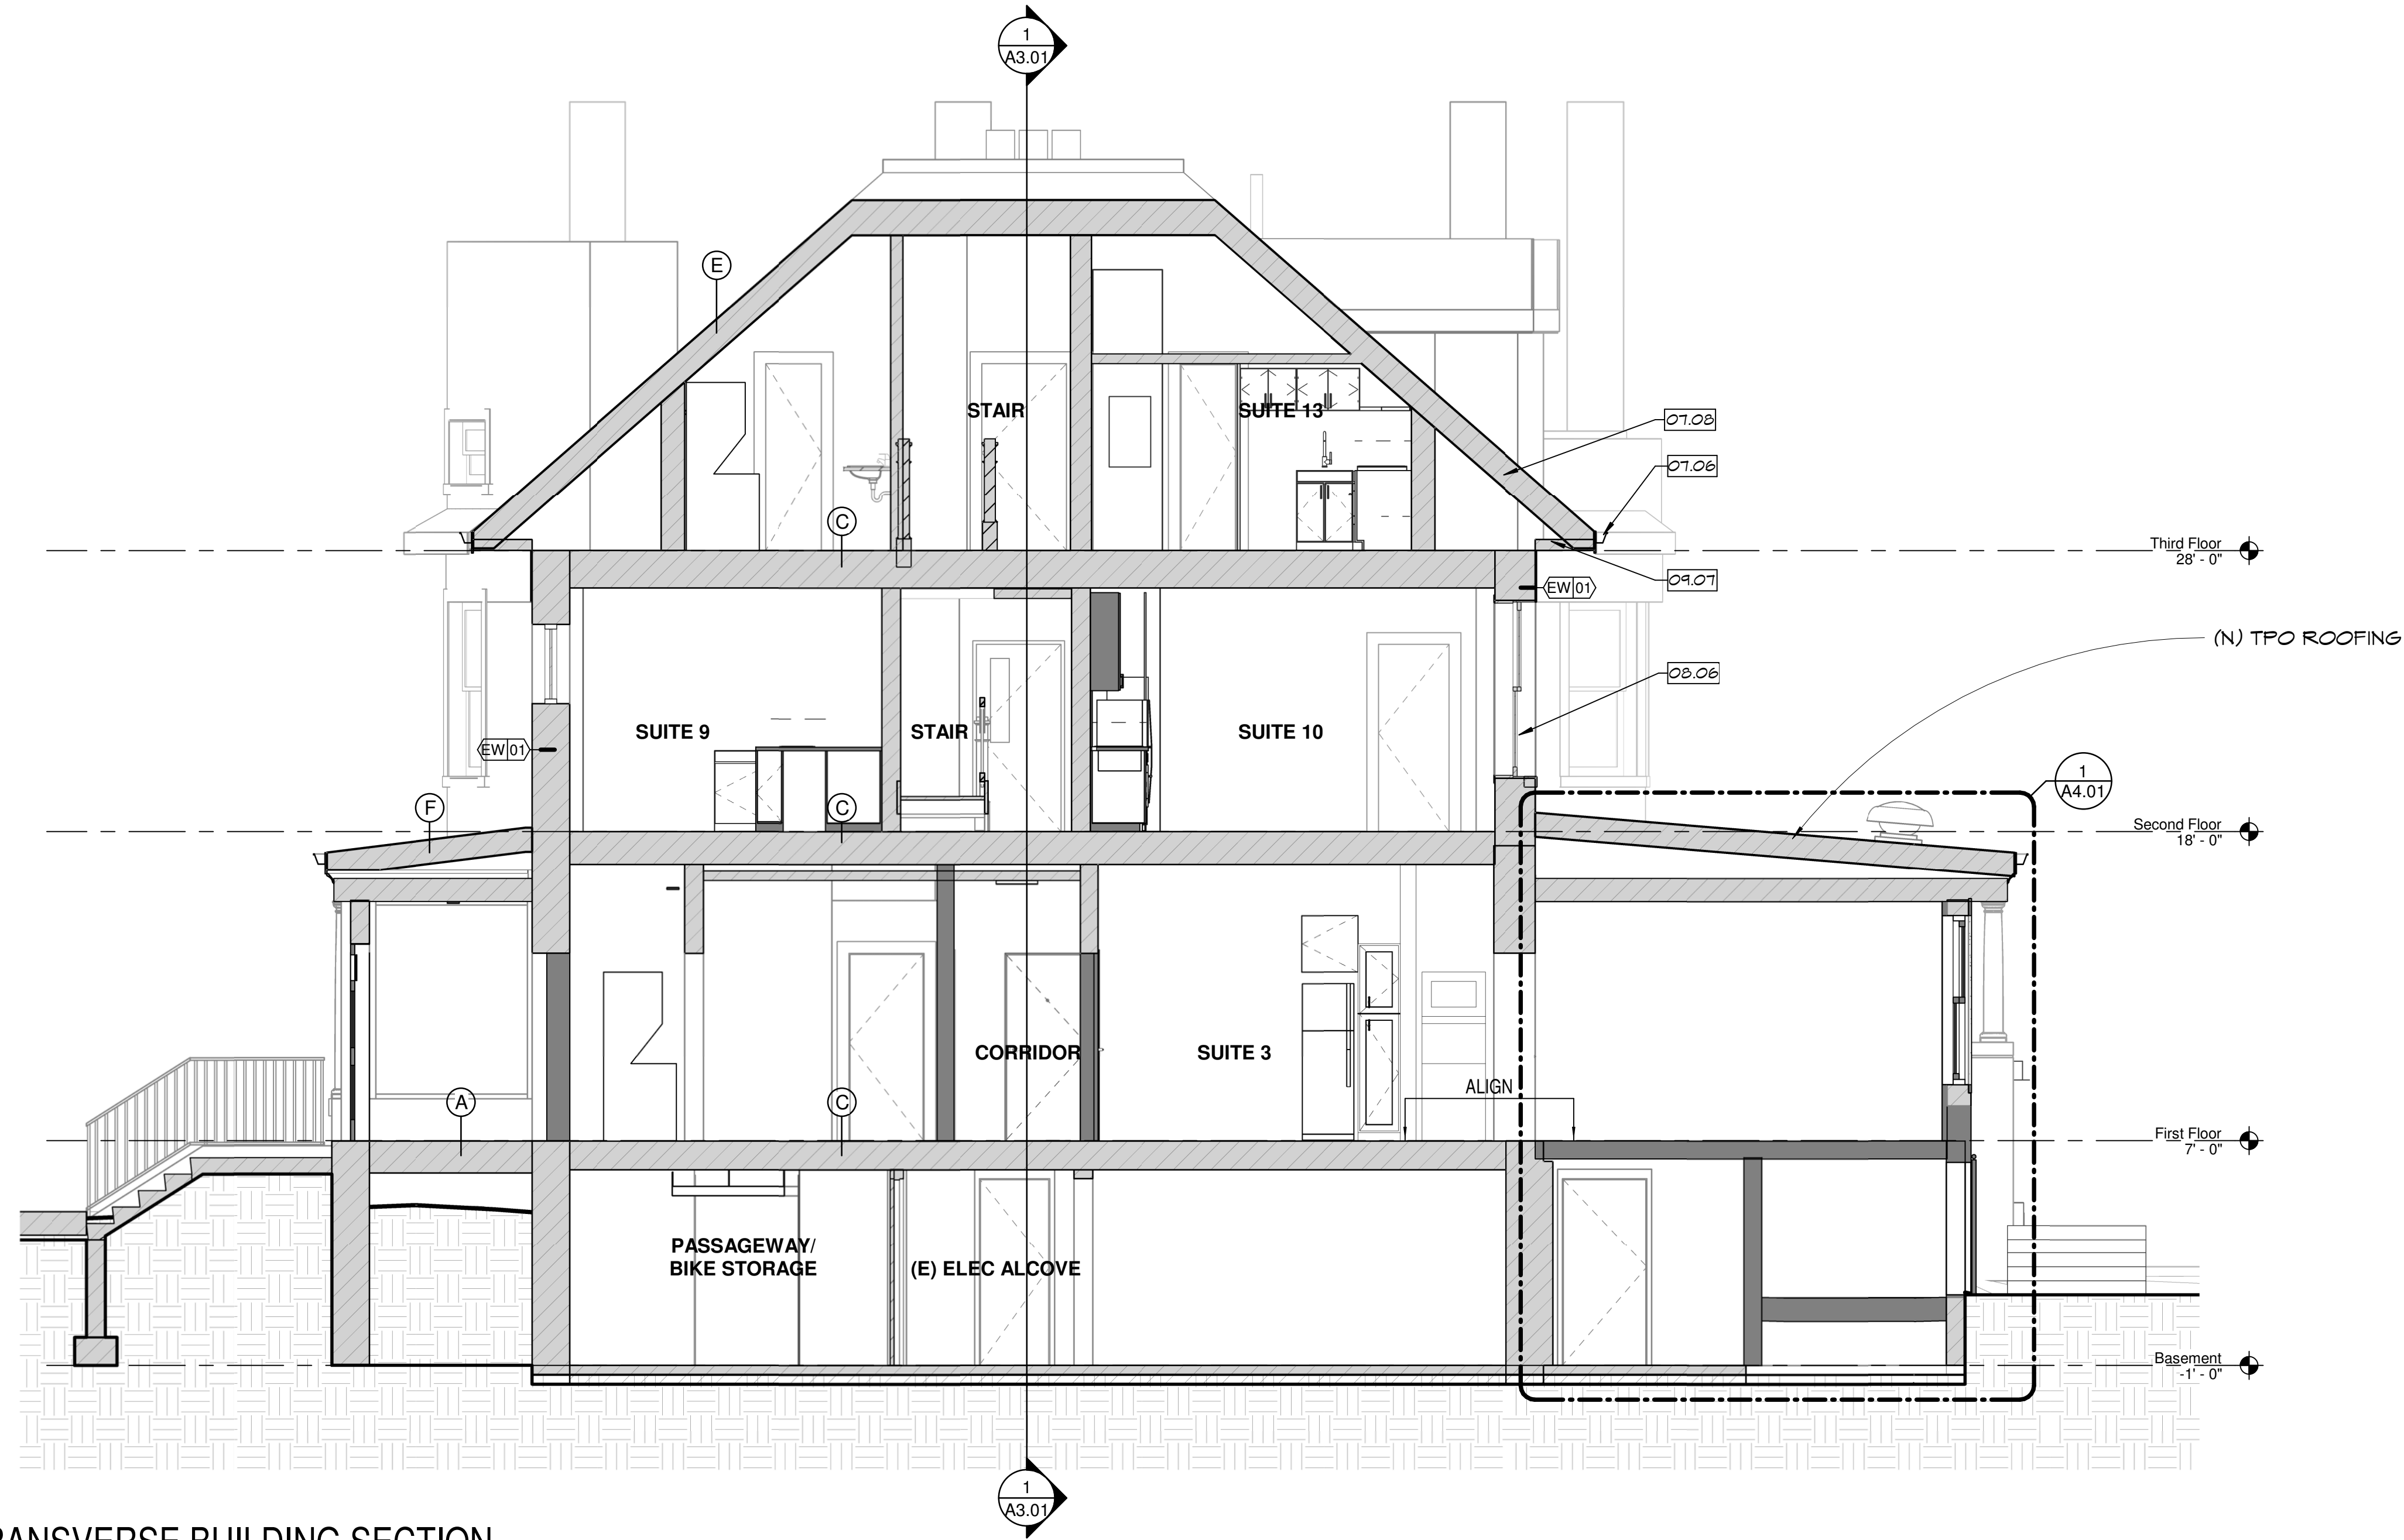 1
A3.01
E
STAIR
SUITE 13
07.08
07.06
C
Third Floor
28' - 0"
EW 01
09.07
(N) TPO ROOFING
08.06
SUITE 9
STAIR
SUITE 10
EW 01
1
A4.01
F
C
Second Floor
18' - 0"
CORRIDOR
SUITE 3
ALIGN
A
C
First Floor
7' - 0"
PASSAGEWAY/
BIKE STORAGE
(E) ELEC ALCOVE
Basement
-1' - 0"
1
A3.01
BUILDING SECTION